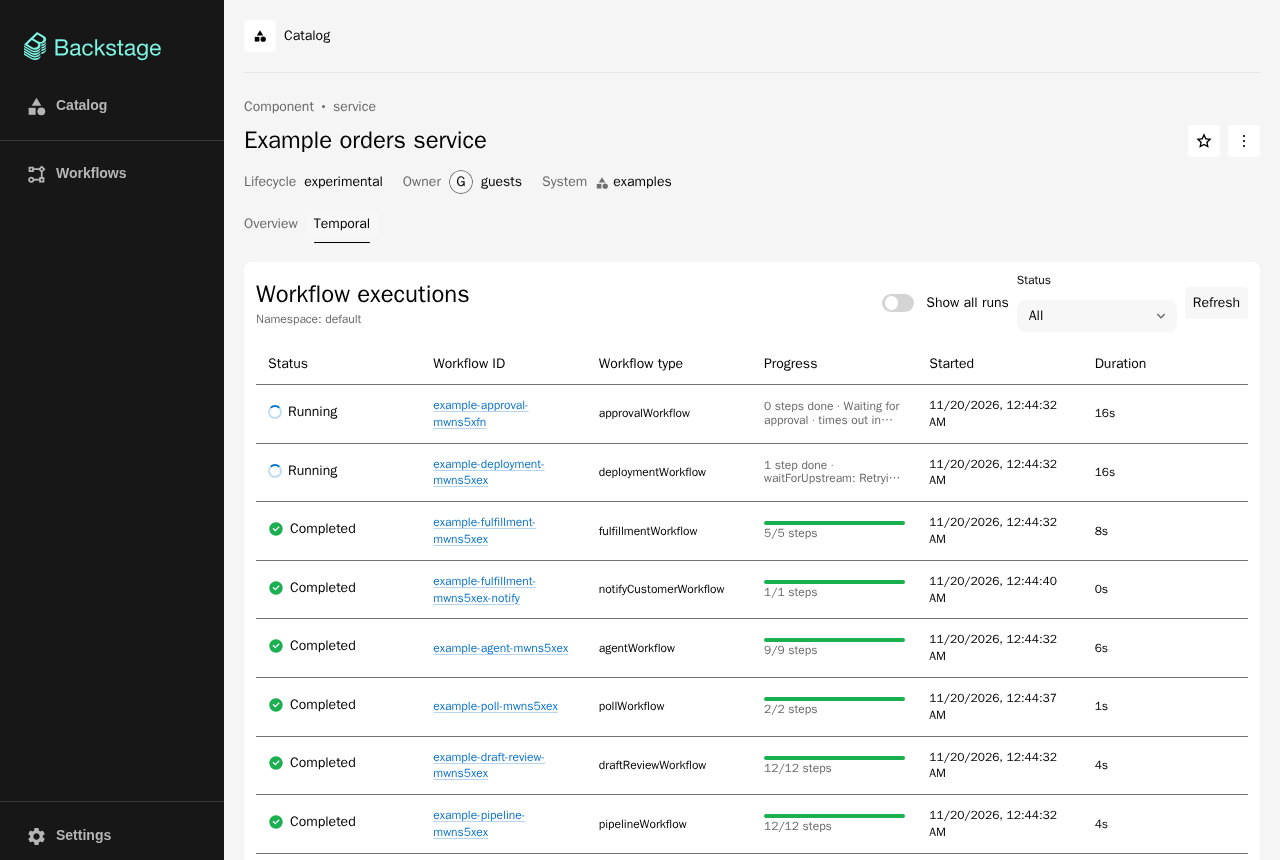 Backstage
Catalog
Workflows
Settings
Catalog
Component • service
Example orders service
Lifecycle experimental Owner G guests System examples
Overview Temporal
Workflow executions
Namespace: default
Show all runs
Status
All
Refresh
Status Workflow ID Workflow type Progress Started Duration
Running example-approval- approvalWorkflow 0 steps done · Waiting for 11/20/2026, 12:44:32 16s
mwns5xfn approval · times out in··· AM
Running example-deployment- deploymentWorkflow 1 step done · 11/20/2026, 12:44:32 16s
mwns5xex waitForUpstream: Retryi··· AM
Completed example-fulfillment- fulfillmentWorkflow 5/5 steps 11/20/2026, 12:44:32 8s
mwns5xex AM
Completed example-fulfillment- notifyCustomerWorkflow 1/1 steps 11/20/2026, 12:44:40 0s
mwns5xex-notify AM
Completed example-agent-mwns5xex agentWorkflow 9/9 steps 11/20/2026, 12:44:32 6s
AM
Completed example-poll-mwns5xex pollWorkflow 2/2 steps 11/20/2026, 12:44:37 1s
AM
Completed example-draft-review- draftReviewWorkflow 12/12 steps 11/20/2026, 12:44:32 4s
mwns5xex AM
Completed example-pipeline- pipelineWorkflow 12/12 steps 11/20/2026, 12:44:32 4s
mwns5xex AM